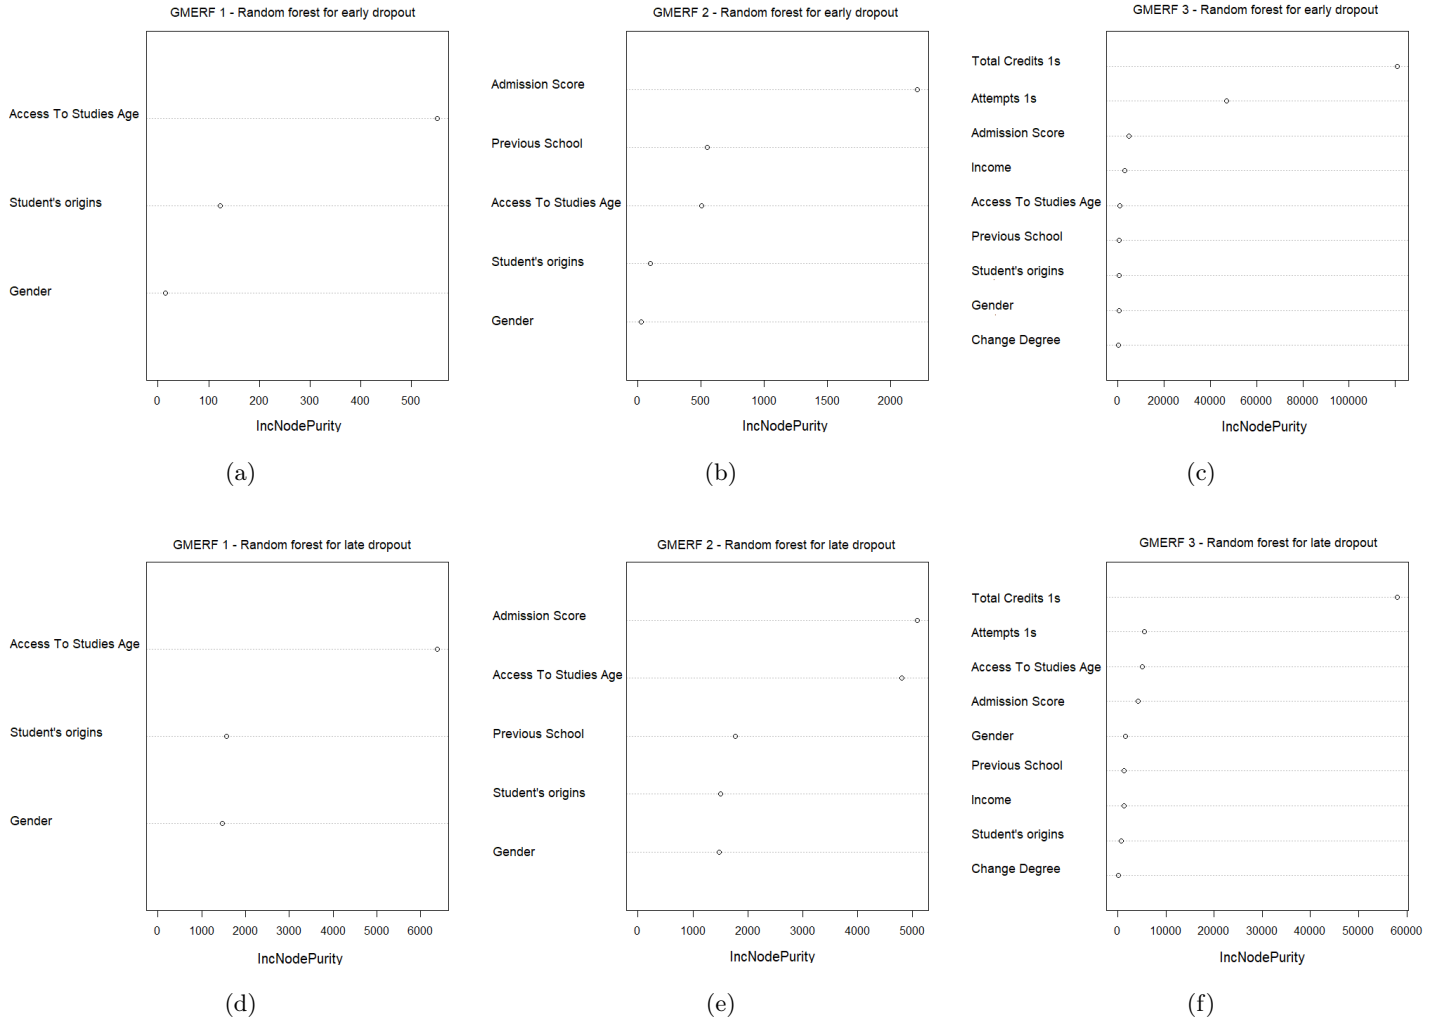 GMERF 1 - Random forest for early dropout
Access To Studies Age
Student's origins
Gender
0 100 200 300 400 500
IncNodePurity
(a)
GMERF 2 - Random forest for early dropout
Admission Score
Previous School
Access To Studies Age
Student's origins
Gender
0 500 1000 1500 2000
IncNodePurity
(b)
GMERF 3 - Random forest for early dropout
Total Credits 1s
Attempts 1s
Admission Score
Income
Access To Studies Age
Previous School
Student's origins
Gender
Change Degree
0 20000 40000 60000 80000 100000
IncNodePurity
(c)
GMERF 1 - Random forest for late dropout
Access To Studies Age
Student's origins
Gender
0 1000 2000 3000 4000 5000 6000
IncNodePurity
(d)
GMERF 2 - Random forest for late dropout
Admission Score
Access To Studies Age
Previous School
Student's origins
Gender
0 1000 2000 3000 4000 5000
IncNodePurity
(e)
GMERF 3 - Random forest for late dropout
Total Credits 1s
Attempts 1s
Access To Studies Age
Admission Score
Gender
Previous School
Income
Student's origins
Change Degree
0 10000 20000 30000 40000 50000 60000
IncNodePurity
(f)